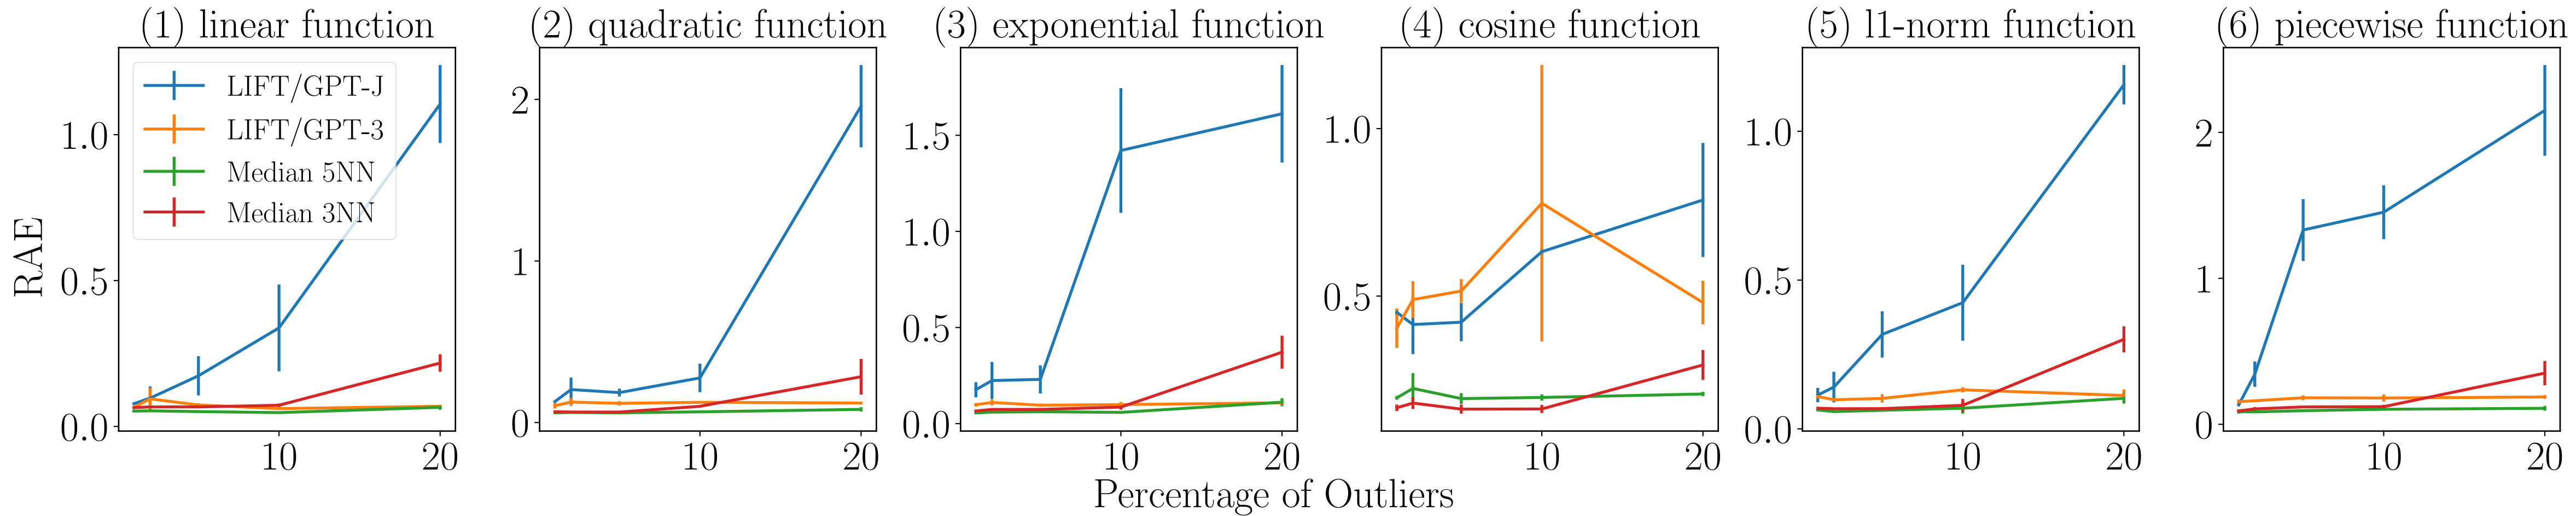 (1) linear function
(2) quadratic function
(3) exponential function
(4) cosine function
(5) l1-norm function
(6) piecewise function
RAE
1.0
0.5
0.0
10
20
LIFT/GPT-J
LIFT/GPT-3
Median 5NN
Median 3NN
2
1
0
10
20
1.5
1.0
0.5
0.0
10
20
1.0
0.5
10
20
1.0
0.5
0.0
10
20
2
1
0
10
20
Percentage of Outliers